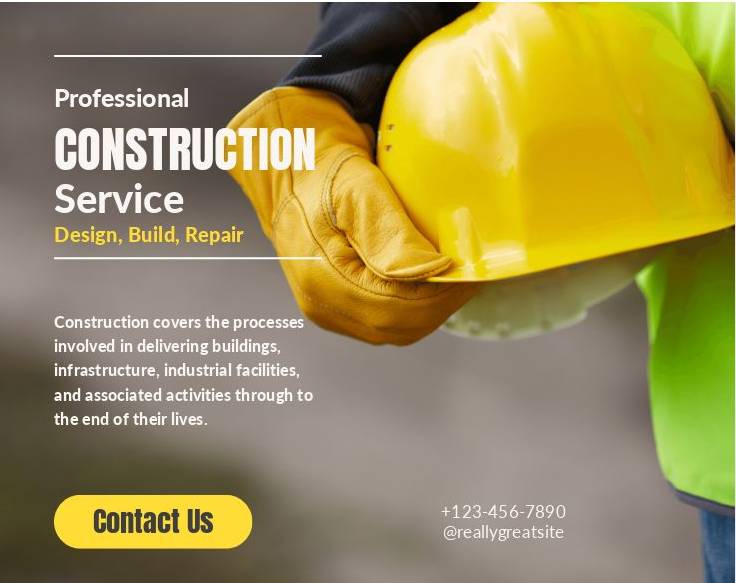 Professional
CONSTRUCTION
Service
Design, Build, Repair
Construction covers the processes
involved in delivering buildings,
infrastructure, industrial facilities,
and associated activities through to
the end of their lives.
Contact Us
+123-456-7890
@reallygreatsite